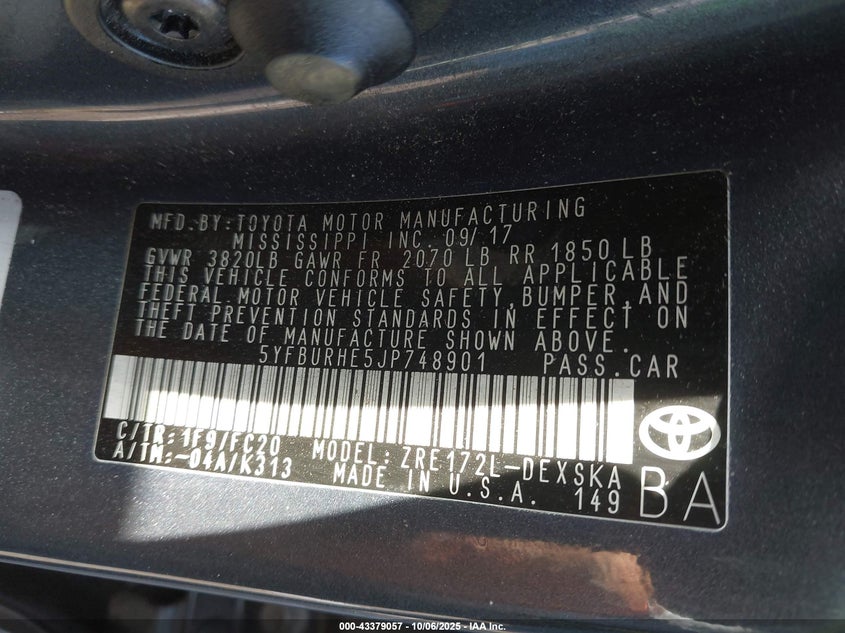 MFD.BY:TOYOTA MOTOR MANUFACTURING
MISSISSIPPI INC. 09/17
GVWR 3820LB GAWR FR 2070 LB RR 1850 LB
THIS VEHICLE CONFORMS TO ALL APPLICABLE
FEDERAL MOTOR VEHICLE SAFETY, BUMPER, AND
THEFT PREVENTION STANDARDS IN EFFECT ON
THE DATE OF MANUFACTURE SHOWN ABOVE.
5YFBURHE5JP748901 PASS.CAR
C/TR:1F9/FC20 MODEL: ZRE172L-DEXSKA
A/TM:-04A/K313 MADE IN U.S.A. 149
BA
000-43379057 - 10/06/2025 - IAA Inc.